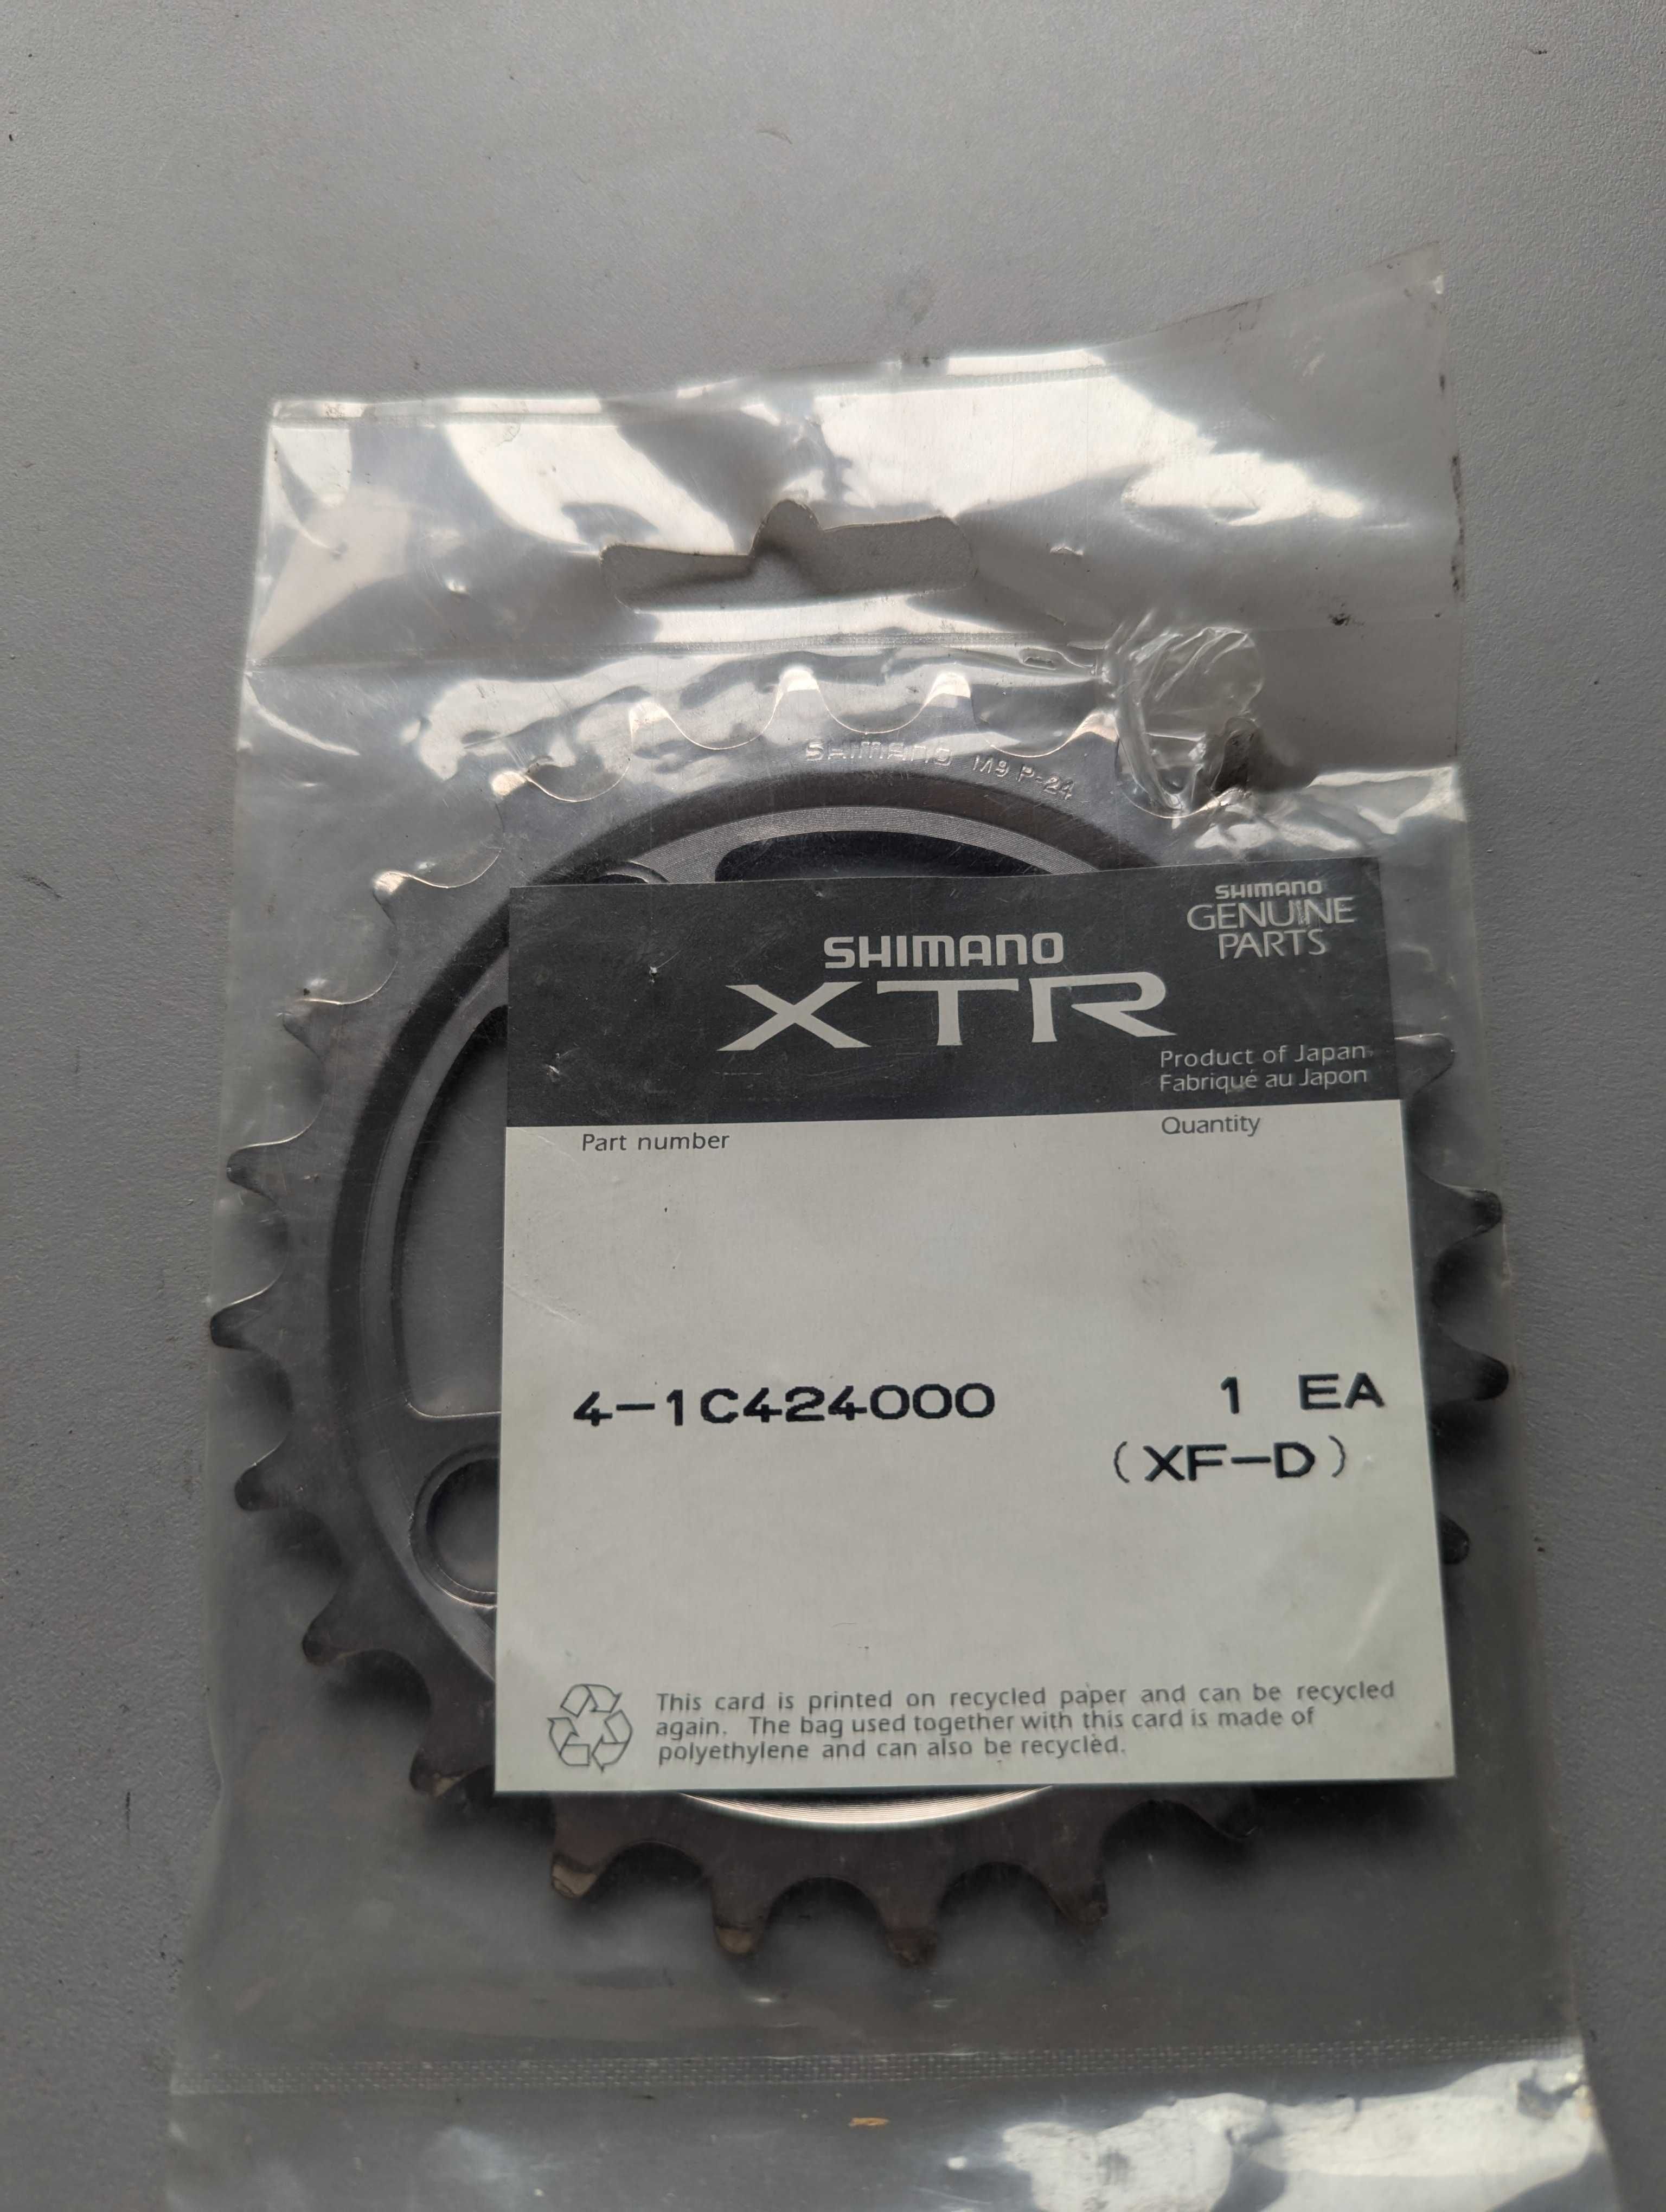 SHIMANO M9 P-24
SHIMANO
GENUINE
PARTS
SHIMANO
XTR
Product of Japan
Fabriqué au Japon
Part number
Quantity
4-1C424000
1 EA
(XF-D)
This card is printed on recycled paper and can be recycled
again. The bag used together with this card is made of
polyethylene and can also be recycled.